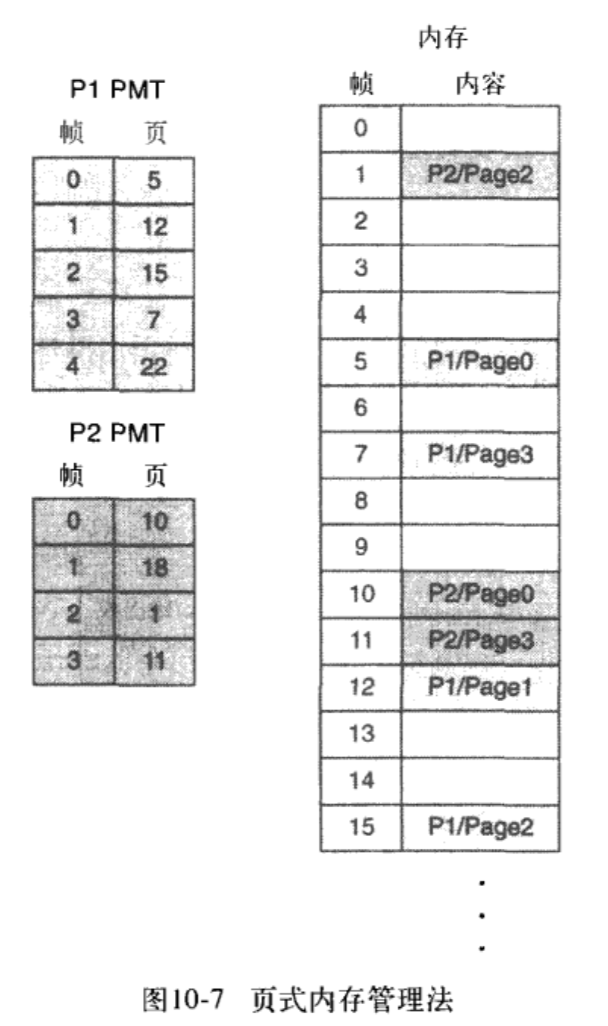 P1 PMT
帧 页
0 5
1 12
2 15
3 7
4 22
P2 PMT
帧 页
0 10
1 18
2 1
3 11
内存
帧 内容
0
1 P2/Page2
2
3
4
5 P1/Page0
6
7 P1/Page3
8
9
10 P2/Page0
11 P2/Page3
12 P1/Page1
13
14
15 P1/Page2
图10-7 页式内存管理法